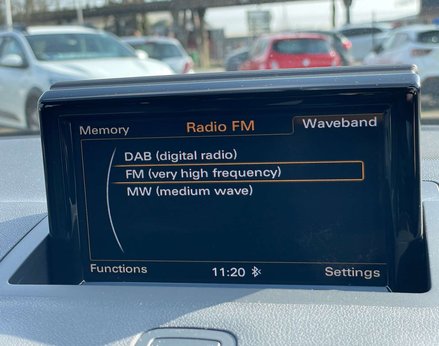 Memory Radio FM Waveband
DAB (digital radio)
FM (very high frequency)
MW (medium wave)
Functions 11:20 Settings